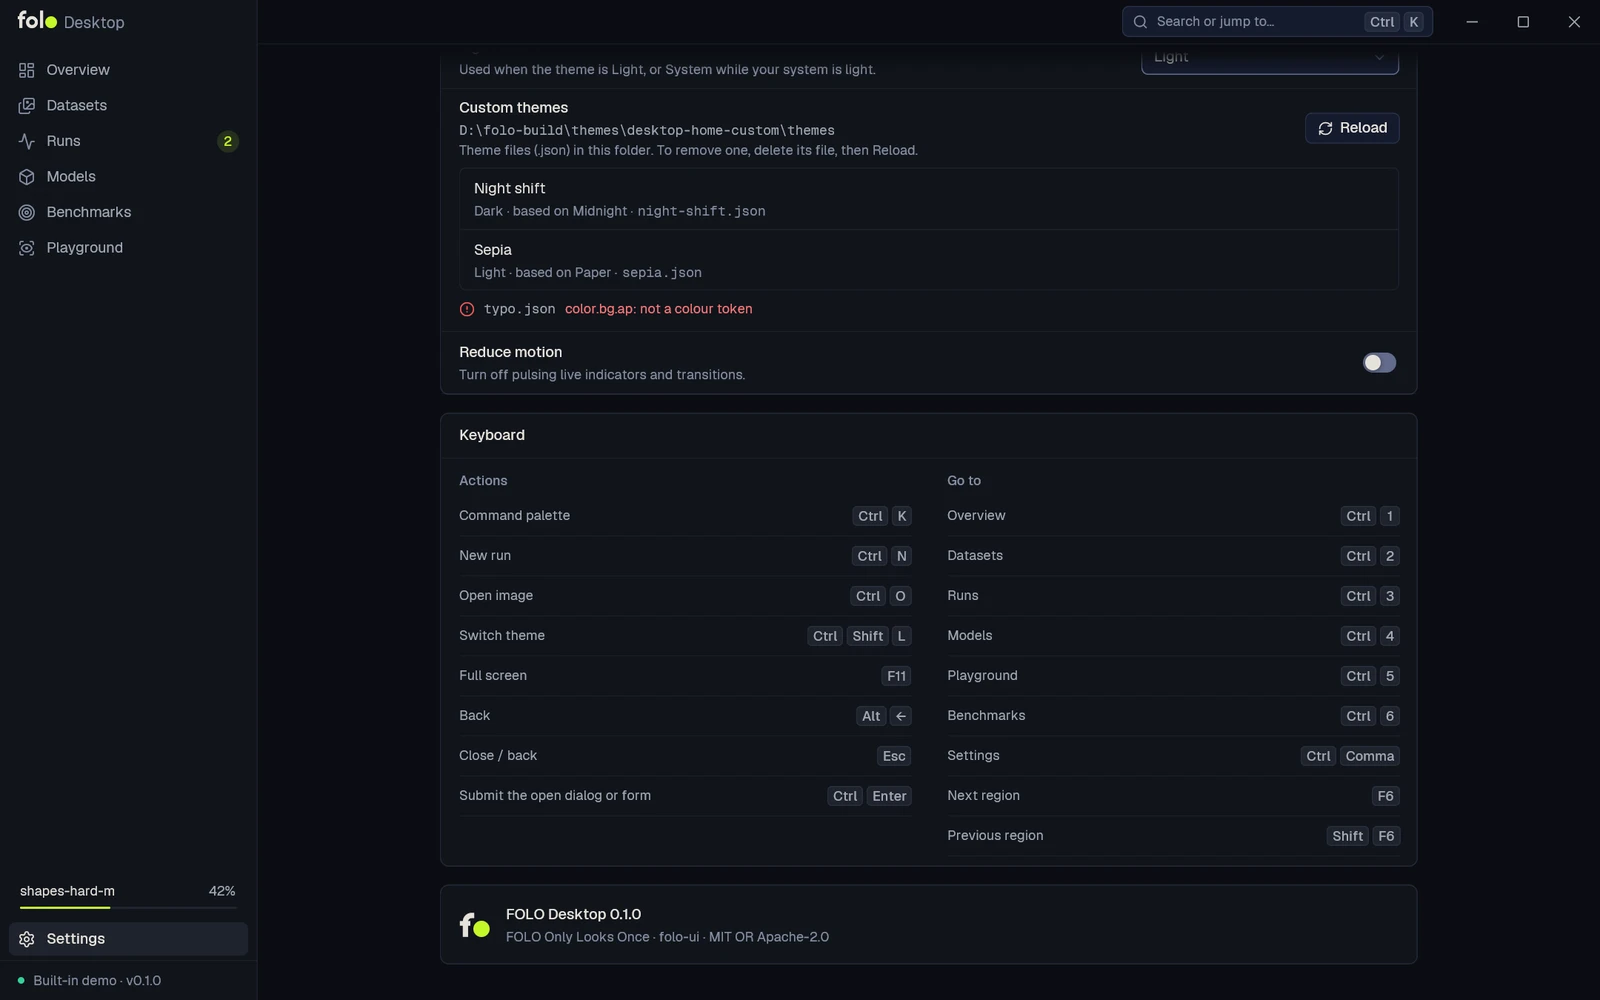 folo Desktop
Search or jump to...
Ctrl K
Overview
Datasets
Runs 2
Models
Benchmarks
Playground
shapes-hard-m 42%
Settings
Built-in demo · v0.1.0
Used when the theme is Light, or System while your system is light.
Light
Custom themes
D:\folo-build\themes\desktop-home-custom\themes
Theme files (.json) in this folder. To remove one, delete its file, then Reload.
Reload
Night shift
Dark · based on Midnight · night-shift.json
Sepia
Light · based on Paper · sepia.json
typo.json color.bg.ap: not a colour token
Reduce motion
Turn off pulsing live indicators and transitions.
Keyboard
Actions
Command palette Ctrl K
New run Ctrl N
Open image Ctrl O
Switch theme Ctrl Shift L
Full screen F11
Back Alt ←
Close / back Esc
Submit the open dialog or form Ctrl Enter
Go to
Overview Ctrl 1
Datasets Ctrl 2
Runs Ctrl 3
Models Ctrl 4
Playground Ctrl 5
Benchmarks Ctrl 6
Settings Ctrl Comma
Next region F6
Previous region Shift F6
fo
FOLO Desktop 0.1.0
FOLO Only Looks Once · folo-ui · MIT OR Apache-2.0